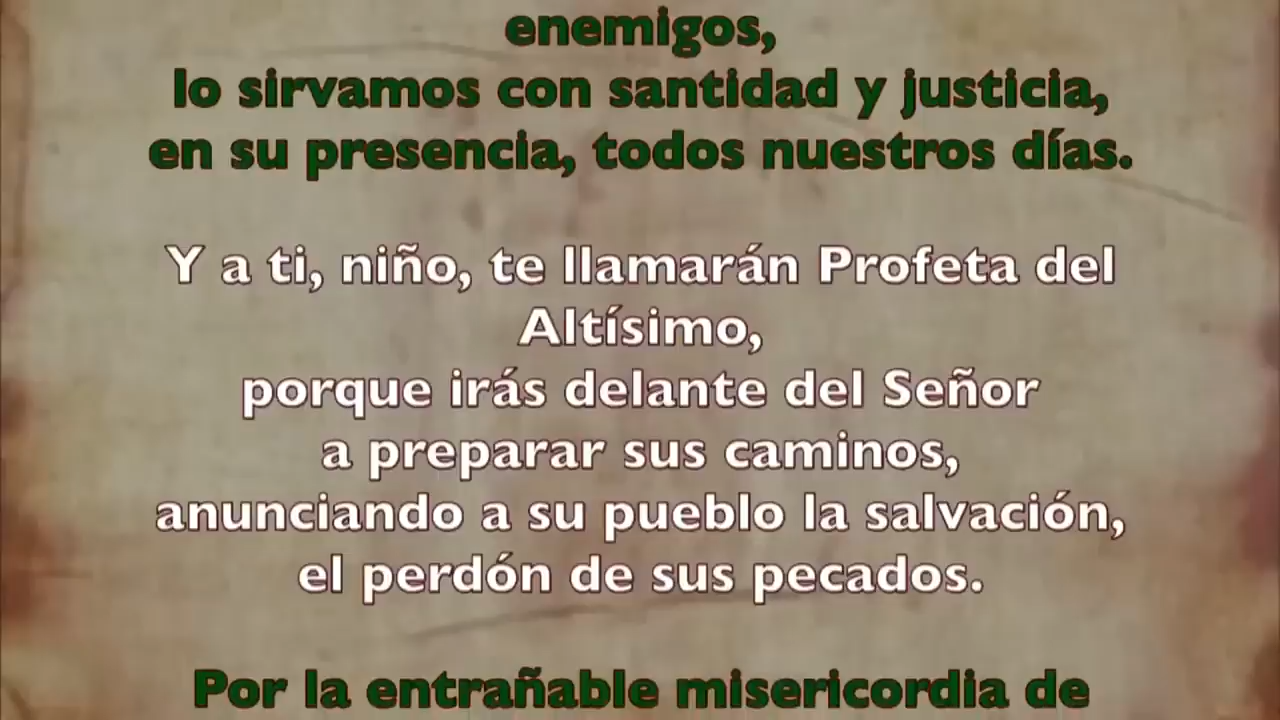 enemigos,
lo sirvamos con santidad y justicia,
en su presencia, todos nuestros días.
Y a ti, niño, te llamarán Profeta del
Altísimo,
porque irás delante del Señor
a preparar sus caminos,
anunciando a su pueblo la salvación,
el perdón de sus pecados.
Por la entrañable misericordia de